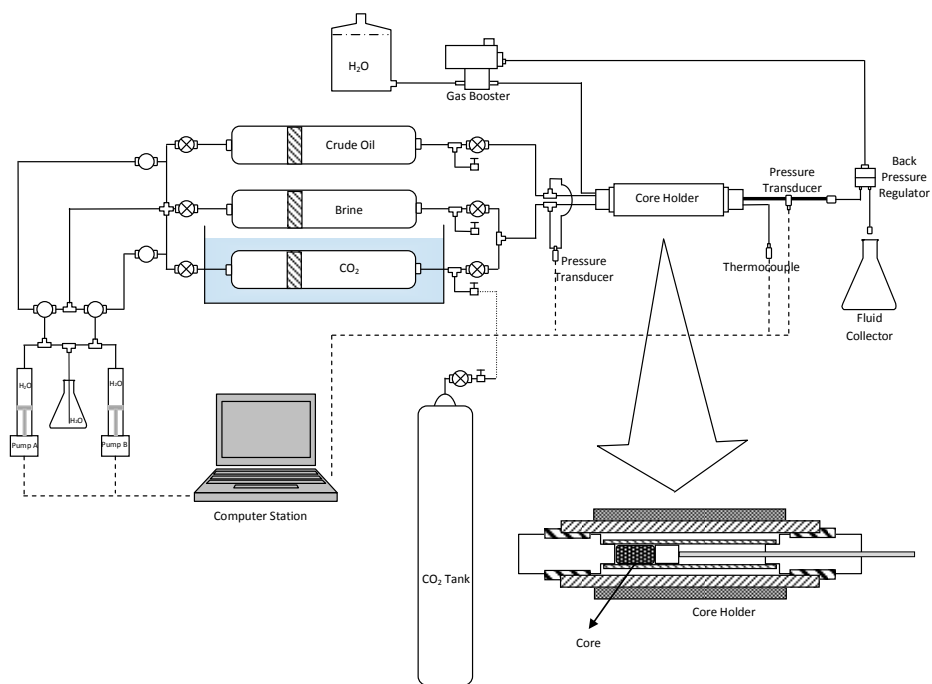 H₂O
Gas Booster
Crude Oil
Brine
CO₂
Core Holder
Pressure
Transducer
Back
Pressure
Regulator
Pressure
Transducer
Thermocouple
Fluid
Collector
H₂O
H₂O
H₂O
Pump A
Pump B
Computer Station
CO₂ Tank
Core Holder
Core